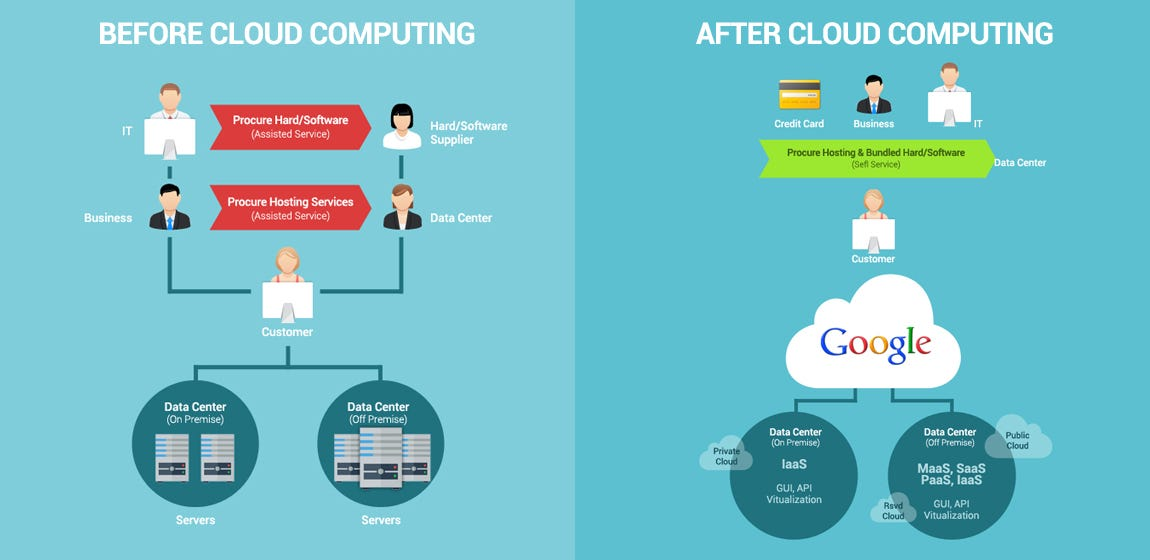 BEFORE CLOUD COMPUTING
IT
Procure Hard/Software
(Assisted Service)
Hard/Software
Supplier
Business
Procure Hosting Services
(Assisted Service)
Data Center
Customer
Data Center
(On Premise)
Servers
Data Center
(Off Premise)
Servers
AFTER CLOUD COMPUTING
Credit Card
Business
IT
Procure Hosting & Bundled Hard/Software
(Sefl Service)
Data Center
Customer
Google
Private
Cloud
Data Center
(On Premise)
IaaS
GUI, API
Vitualization
Data Center
(Off Premise)
MaaS, SaaS
PaaS, IaaS
GUI, API
Vitualization
Public
Cloud
Rsvd
Cloud